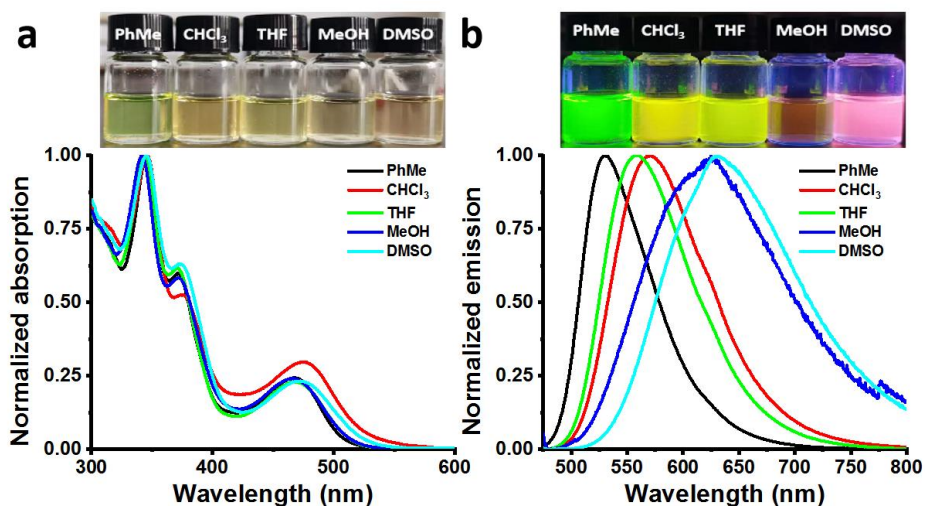 a
PhMe CHCl₃ THF MeOH DMSO
b
PhMe CHCl₃ THF MeOH DMSO
Normalized absorption
1.00
0.75
0.50
0.25
0.00
PhMe
CHCl₃
THF
MeOH
DMSO
300 400 500 600
Wavelength (nm)
Normalized emission
1.00
0.75
0.50
0.25
0.00
PhMe
CHCl₃
THF
MeOH
DMSO
500 550 600 650 700 750 800
Wavelength (nm)